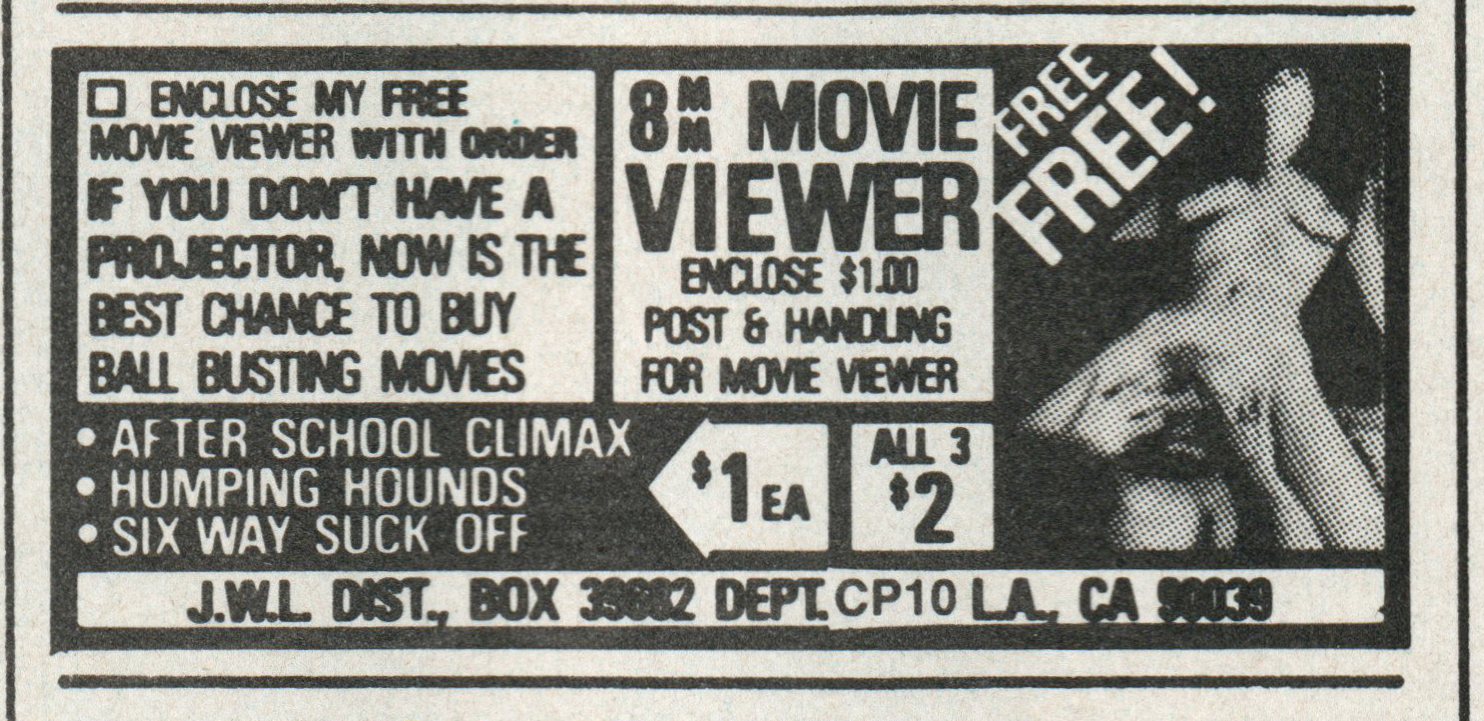 ☐ ENCLOSE MY FREE
MOVIE VIEWER WITH ORDER
IF YOU DON'T HAVE A
PROJECTOR, NOW IS THE
BEST CHANCE TO BUY
BALL BUSTING MOVIES
8MM MOVIE
VIEWER
ENCLOSE $1.00
POST & HANDLING
FOR MOVIE VIEWER
FREE
FREE!
• AFTER SCHOOL CLIMAX
• HUMPING HOUNDS
• SIX WAY SUCK OFF
$1 EA
ALL 3
$2
J.W.L. DIST., BOX DEPT. CP10 L.A., CA 90039